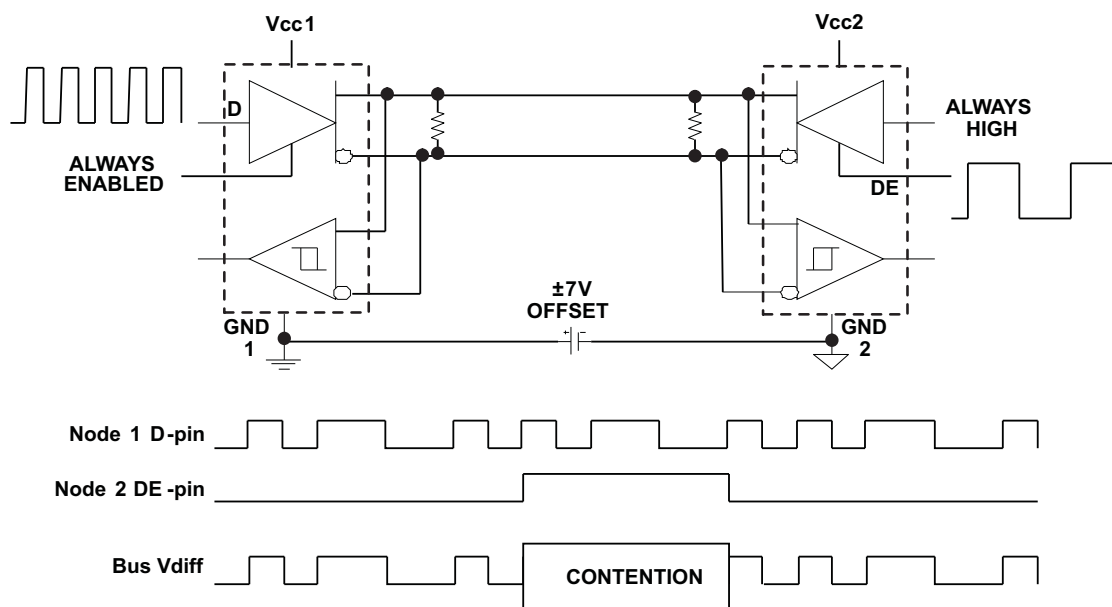 Vcc1
Vcc2
D
ALWAYS
ENABLED
ALWAYS
HIGH
DE
±7V
OFFSET
+
-
GND
1
GND
2
Node 1 D-pin
Node 2 DE-pin
Bus Vdiff
CONTENTION